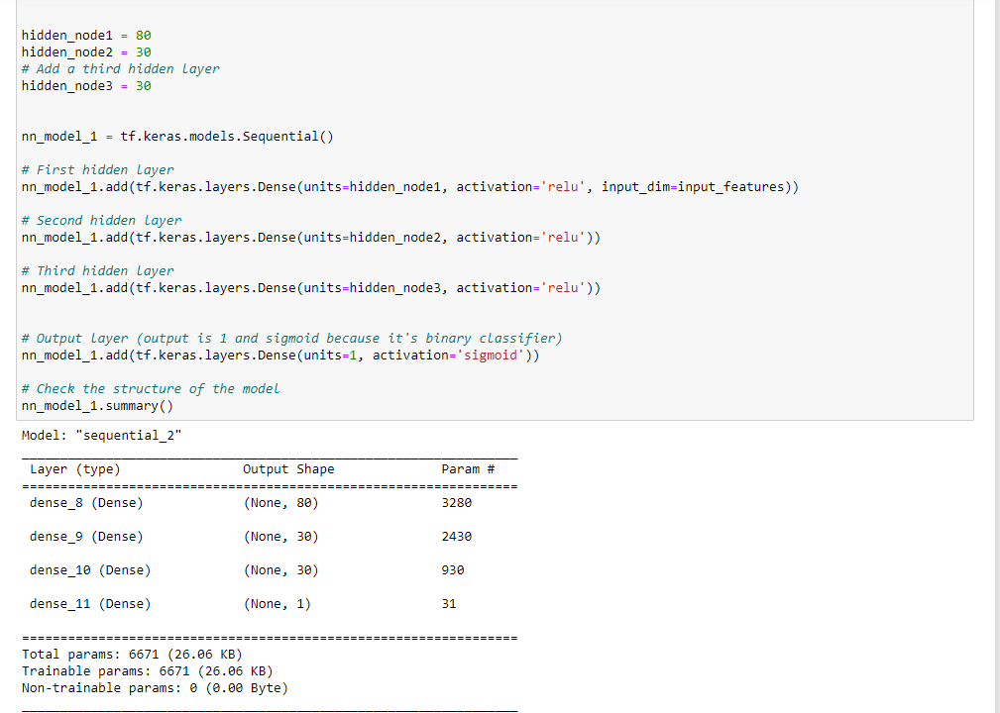 hidden_node1 = 80
hidden_node2 = 30
# Add a third hidden layer
hidden_node3 = 30
nn_model_1 = tf.keras.models.Sequential()
# First hidden layer
nn_model_1.add(tf.keras.layers.Dense(units=hidden_node1, activation='relu', input_dim=input_features))
# Second hidden layer
nn_model_1.add(tf.keras.layers.Dense(units=hidden_node2, activation='relu'))
# Third hidden layer
nn_model_1.add(tf.keras.layers.Dense(units=hidden_node3, activation='relu'))
# Output layer (output is 1 and sigmoid because it's binary classifier)
nn_model_1.add(tf.keras.layers.Dense(units=1, activation='sigmoid'))
# Check the structure of the model
nn_model_1.summary()
Model: "sequential_2"
_________________________________________________________________
Layer (type) Output Shape Param #
=================================================================
dense_8 (Dense) (None, 80) 3280
dense_9 (Dense) (None, 30) 2430
dense_10 (Dense) (None, 30) 930
dense_11 (Dense) (None, 1) 31
=================================================================
Total params: 6671 (26.06 KB)
Trainable params: 6671 (26.06 KB)
Non-trainable params: 0 (0.00 Byte)
_________________________________________________________________